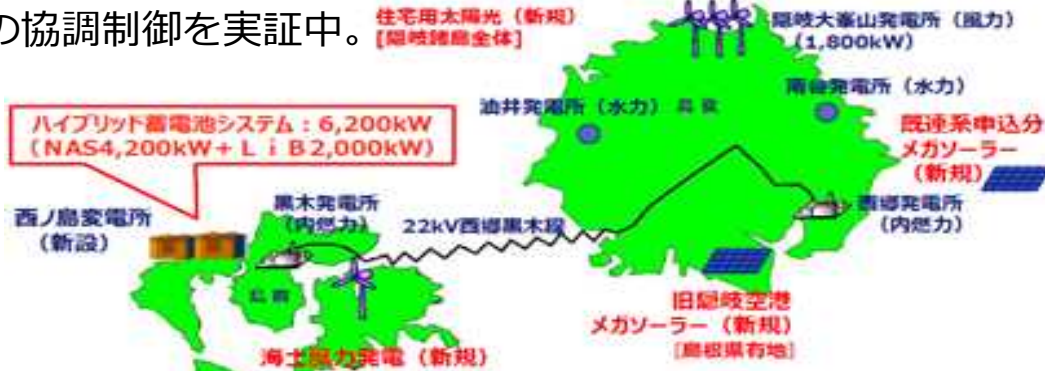 の協調制御を実証中。
住宅用太陽光（新規）
[隠岐諸島全体]
隠岐大峯山発電所（風力）
（1,800kW）
油井発電所（水力）
島後
南谷発電所（水力）
ハイブリッド蓄電池システム：6,200kW
（NAS4,200kW＋ＬｉＢ2,000kW）
既連系申込分
メガソーラー
（新規）
西ノ島変電所
（新設）
黒木発電所
（内燃力）
22kV西郷黒木線
西郷発電所
（内燃力）
島前
旧隠岐空港
メガソーラー（新規）
[島根県有地]
海士風力発電（新規）